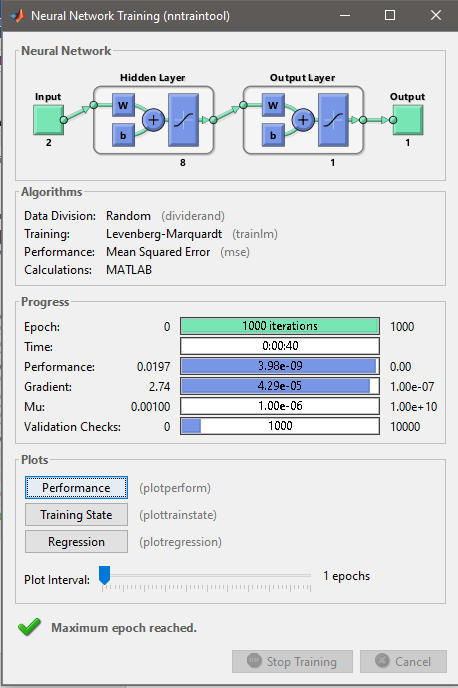 Neural Network Training (nntraintool)
Neural Network
Hidden Layer Output Layer
Input Output
W W
b b
+ +
2 8 1 1
Algorithms
Data Division: Random (dividerand)
Training: Levenberg-Marquardt (trainlm)
Performance: Mean Squared Error (mse)
Calculations: MATLAB
Progress
Epoch: 0 1000 iterations 1000
Time: 0:00:40
Performance: 0.0197 3.98e-09 0.00
Gradient: 2.74 4.29e-05 1.00e-07
Mu: 0.00100 1.00e-06 1.00e+10
Validation Checks: 0 1000 10000
Plots
Performance (plotperform)
Training State (plottrainstate)
Regression (plotregression)
Plot Interval: 1 epochs
Maximum epoch reached.
Stop Training Cancel